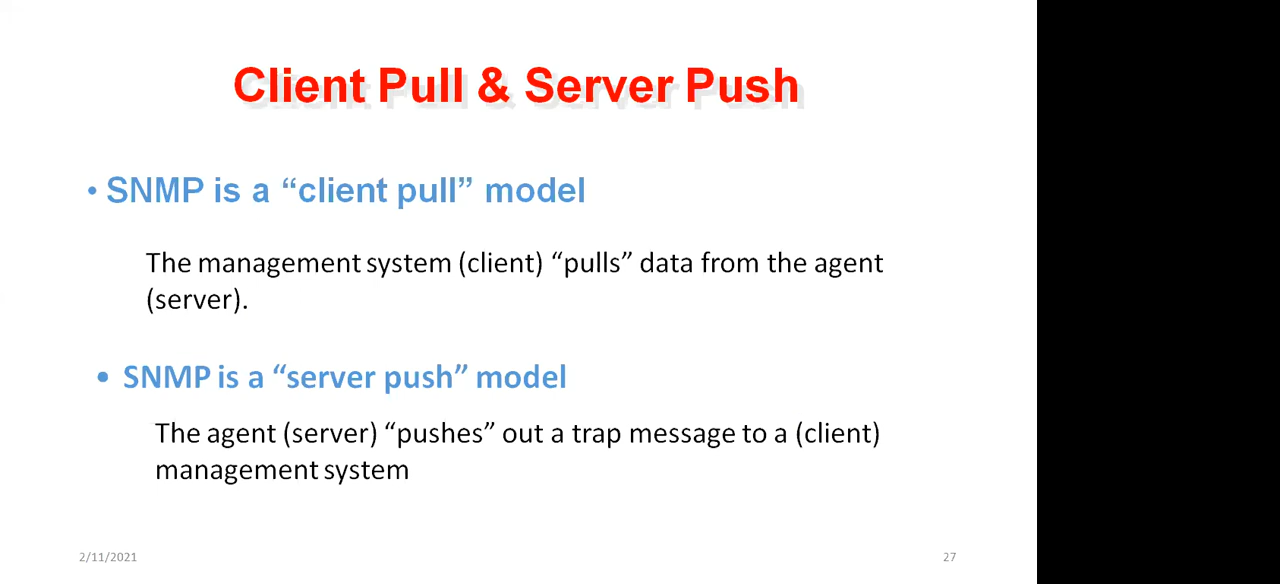 Client Pull & Server Push
• SNMP is a “client pull” model
The management system (client) “pulls” data from the agent
(server).
• SNMP is a “server push” model
The agent (server) “pushes” out a trap message to a (client)
management system
2/11/2021
27